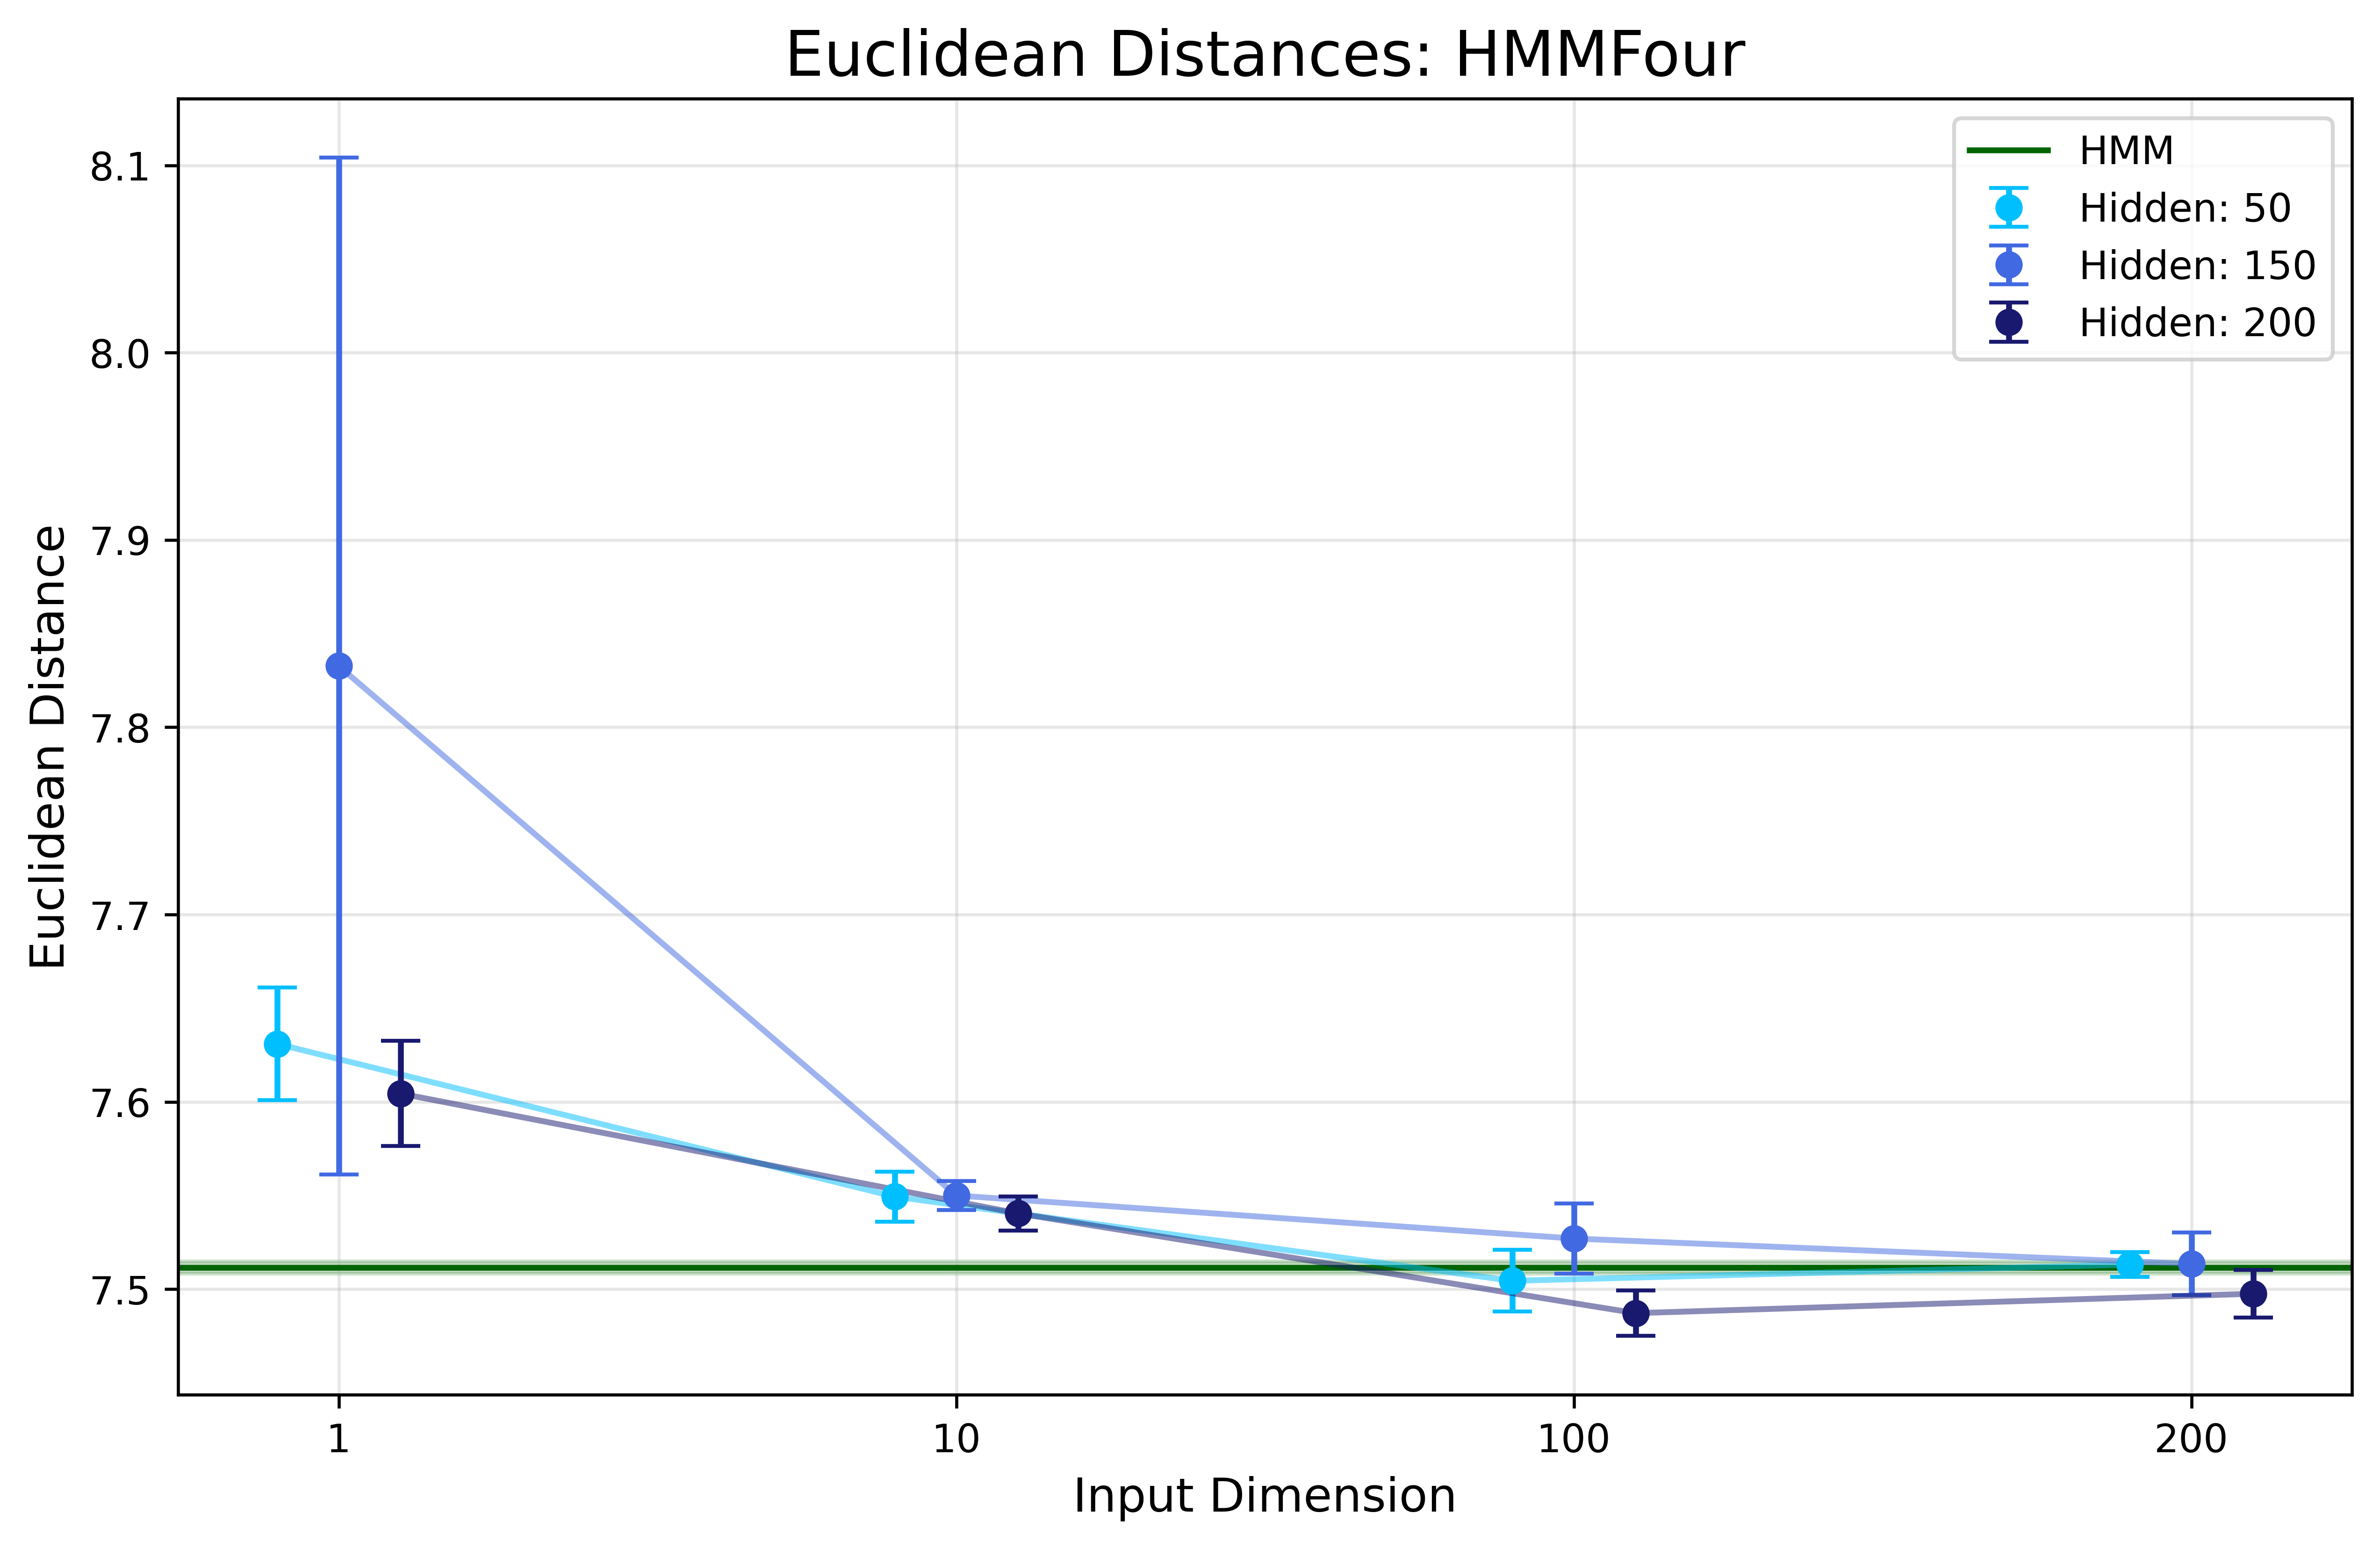 Euclidean Distances: HMMFour
HMM
Hidden: 50
Hidden: 150
Hidden: 200
Euclidean Distance
8.1
8.0
7.9
7.8
7.7
7.6
7.5
1 10 100 200
Input Dimension